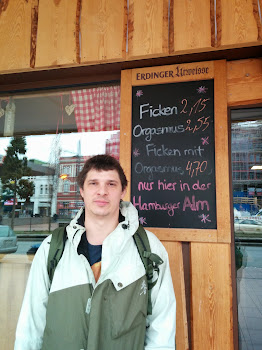 ERDINGER Urweisse
Ficken 2,15
Orgasmus 2,55
Ficken mit
Orgasmus 4,70
nur hier in der
Hamburger Alm